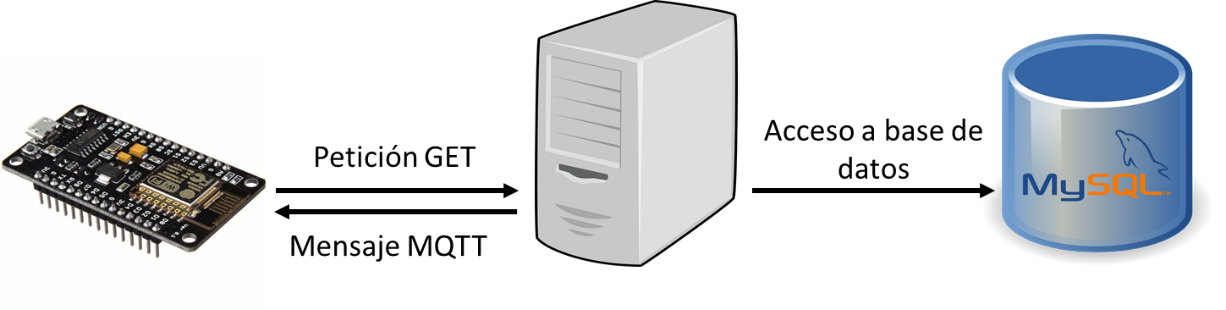 Petición GET
Mensaje MQTT
Acceso a base de
datos
MySQL